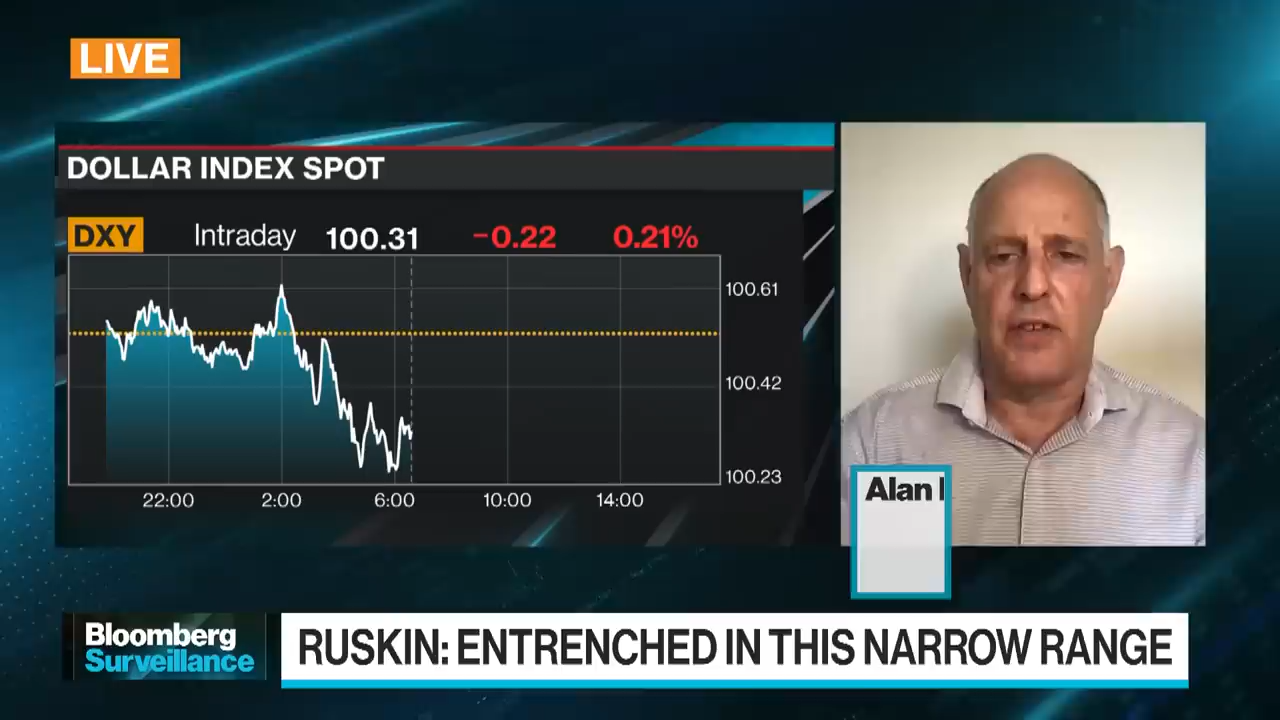 LIVE
DOLLAR INDEX SPOT
DXY Intraday 100.31 -0.22 0.21%
100.61
100.42
100.23
22:00 2:00 6:00 10:00 14:00
Alan
Bloomberg
Surveillance
RUSKIN: ENTRENCHED IN THIS NARROW RANGE